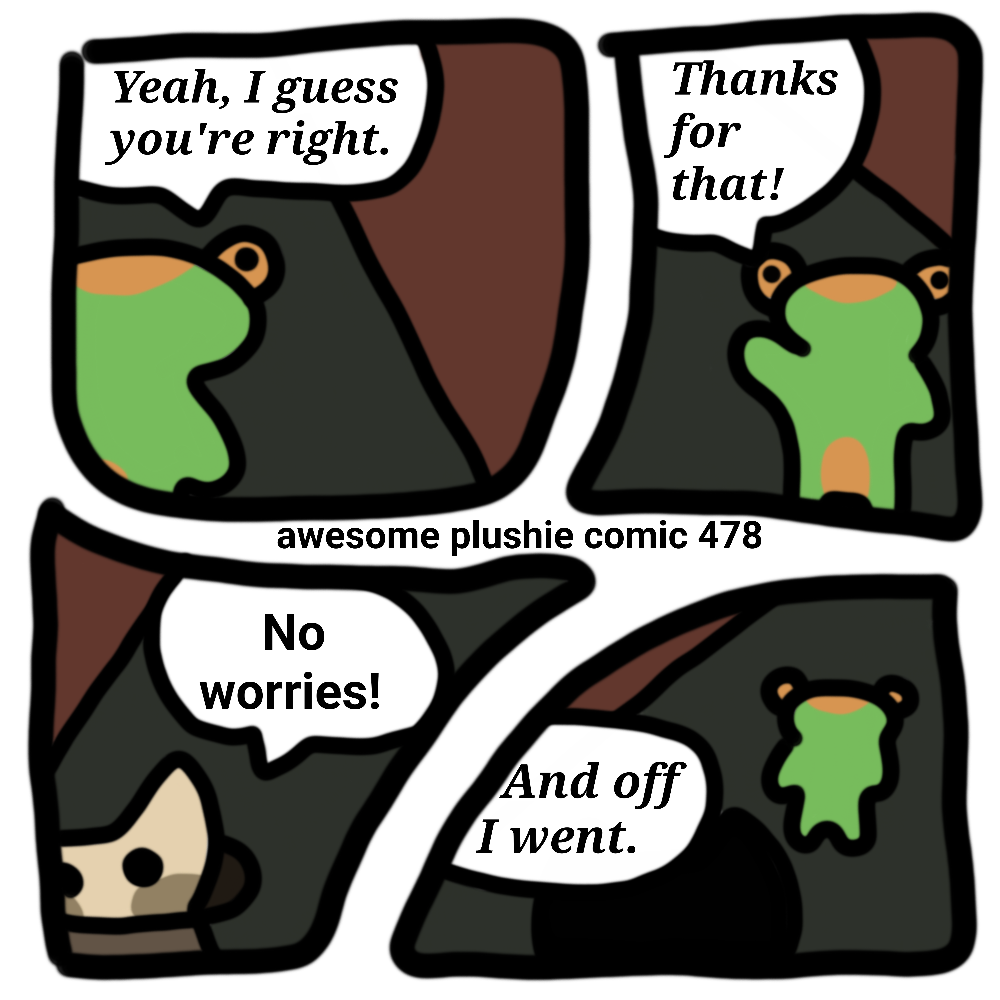 Yeah, I guess
you're right.
Thanks
for
that!
awesome plushie comic 478
No
worries!
And off
I went.